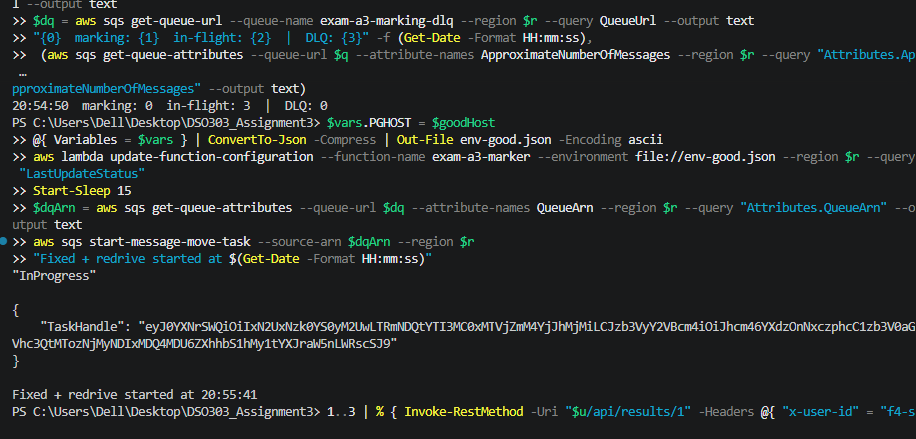 l --output text
>> $dq = aws sqs get-queue-url --queue-name exam-a3-marking-dlq --region $r --query QueueUrl --output text
>> "{0}  marking: {1}  in-flight: {2}  |  DLQ: {3}" -f (Get-Date -Format HH:mm:ss),
>>  (aws sqs get-queue-attributes --queue-url $q --attribute-names ApproximateNumberOfMessages --region $r --query "Attributes.Ap
…
pproximateNumberOfMessages" --output text)
20:54:50  marking: 0  in-flight: 3  |  DLQ: 0
PS C:\Users\Dell\Desktop\DSO303_Assignment3> $vars.PGHOST = $goodHost
>> @{ Variables = $vars } | ConvertTo-Json -Compress | Out-File env-good.json -Encoding ascii
>> aws lambda update-function-configuration --function-name exam-a3-marker --environment file://env-good.json --region $r --query
"LastUpdateStatus"
>> Start-Sleep 15
>> $dqArn = aws sqs get-queue-attributes --queue-url $dq --attribute-names QueueArn --region $r --query "Attributes.QueueArn" --o
utput text
>> aws sqs start-message-move-task --source-arn $dqArn --region $r
>> "Fixed + redrive started at $(Get-Date -Format HH:mm:ss)"
"InProgress"
{
"TaskHandle":
}
Fixed + redrive started at 20:55:41
PS C:\Users\Dell\Desktop\DSO303_Assignment3> 1..3 | % { Invoke-RestMethod -Uri "$u/api/results/1" -Headers @{ "x-user-id" = "f4-s